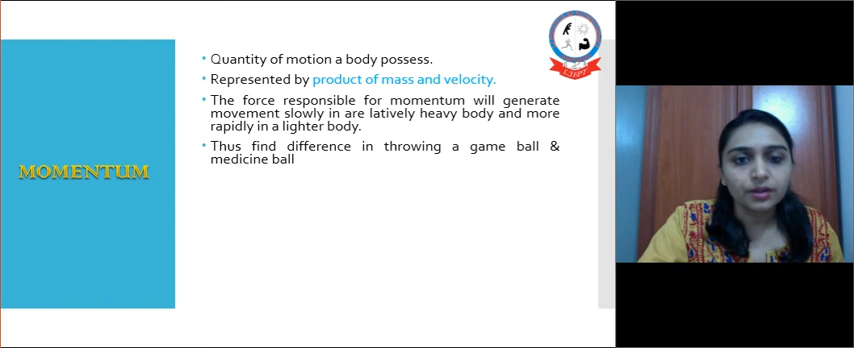 MOMENTUM
• Quantity of motion a body possess.
• Represented by product of mass and velocity.
• The force responsible for momentum will generate
movement slowly in are latively heavy body and more
rapidly in a lighter body.
• Thus find difference in throwing a game ball &
medicine ball